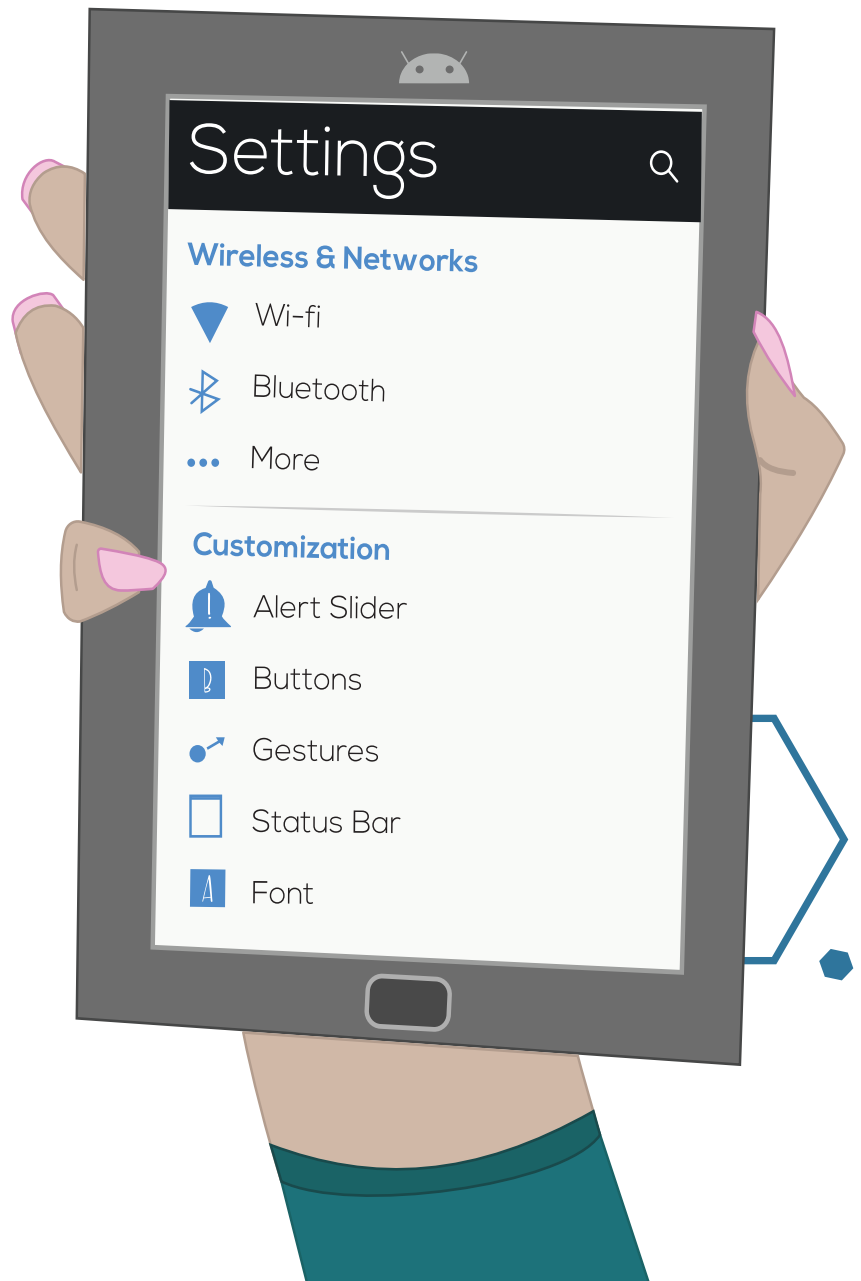 Settings
Wireless & Networks
Wi-fi
Bluetooth
More
Customization
! Alert Slider
B Buttons
Gestures
Status Bar
A Font